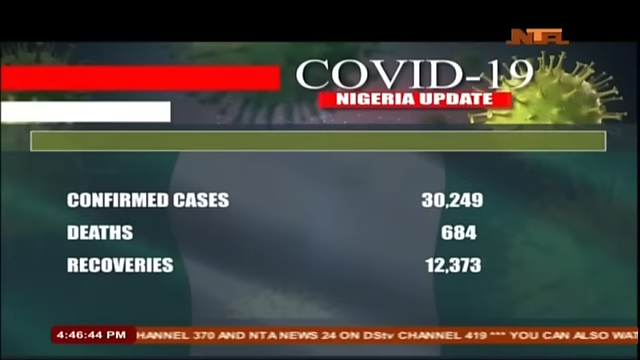 NTA
COVID-19
NIGERIA UPDATE
CONFIRMED CASES 30,249
DEATHS 684
RECOVERIES 12,373
4:46:44 PM HANNEL 370 AND NTA NEWS 24 ON DStv CHANNEL 419 *** YOU CAN ALSO WAT